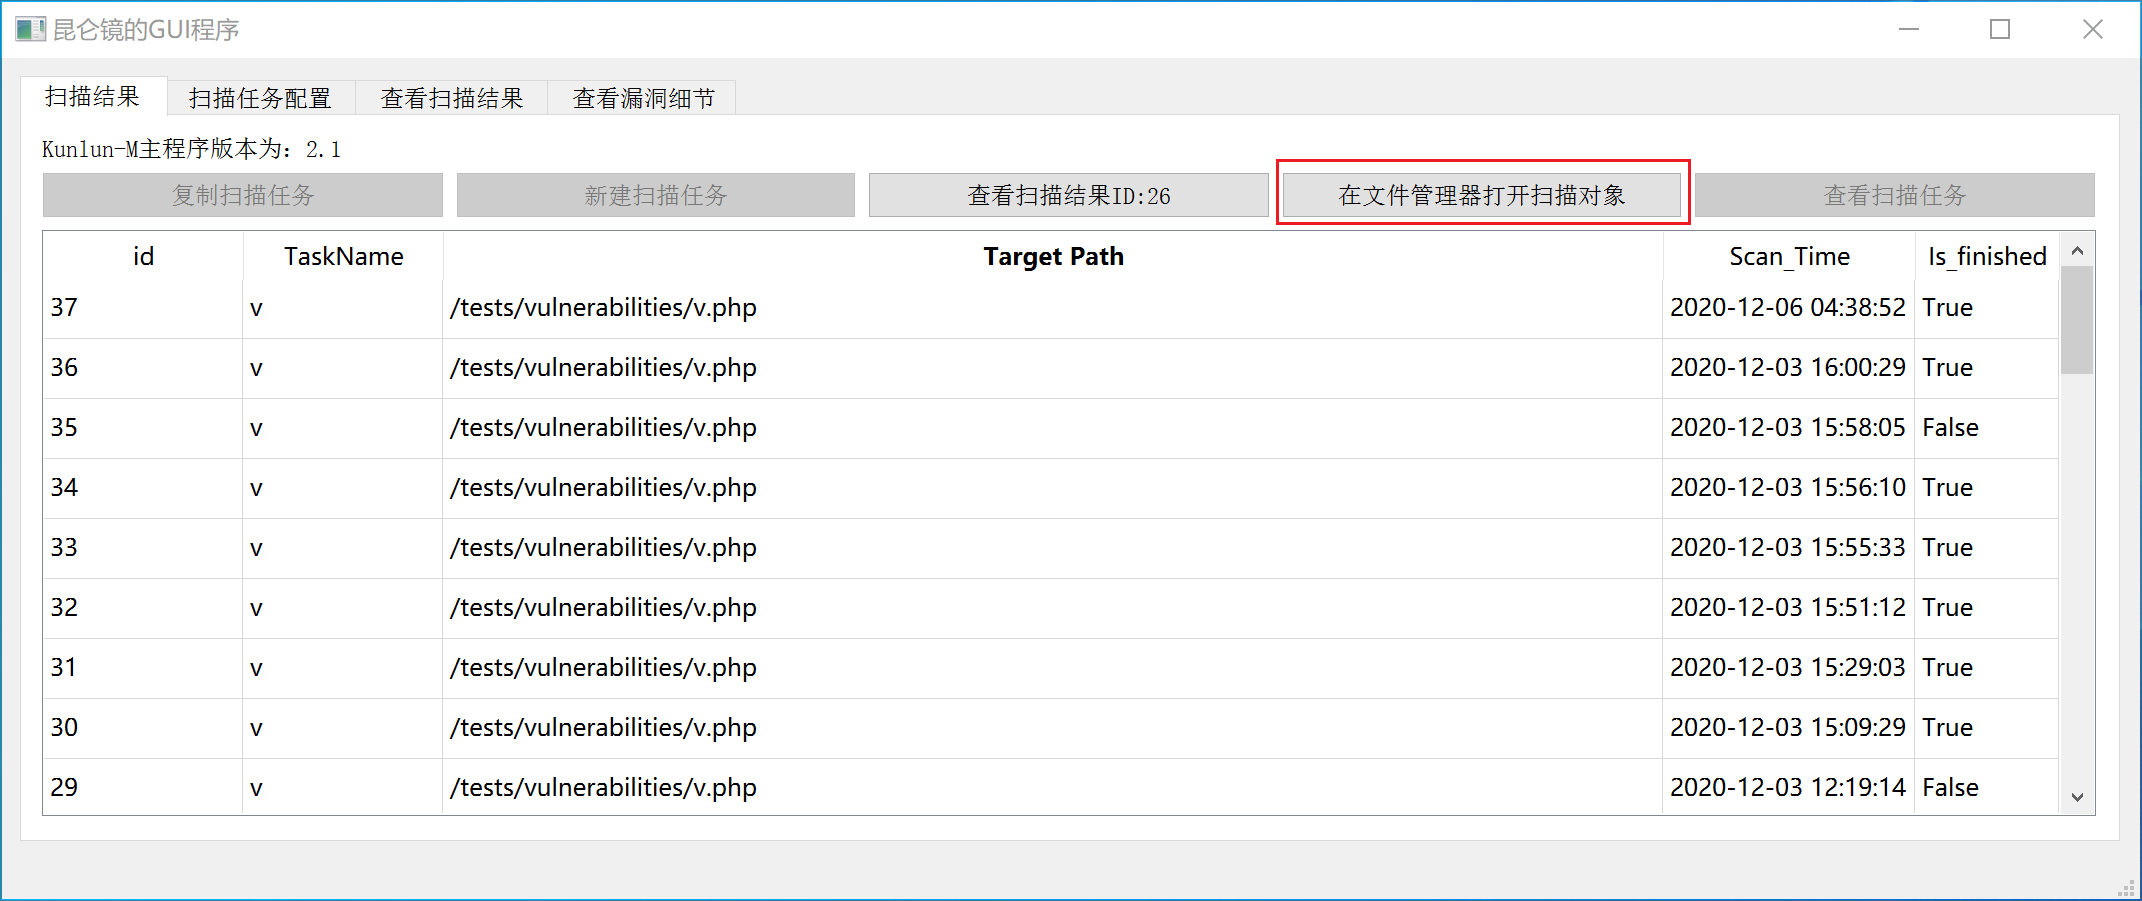 昆仑镜的GUI程序
扫描结果 扫描任务配置 查看扫描结果 查看漏洞细节
Kunlun-M主程序版本为: 2.1
复制扫描任务 新建扫描任务 查看扫描结果ID:26 在文件管理器打开扫描对象 查看扫描任务
id TaskName Target Path Scan_Time Is_finished
37 v /tests/vulnerabilities/v.php 2020-12-06 04:38:52 True
36 v /tests/vulnerabilities/v.php 2020-12-03 16:00:29 True
35 v /tests/vulnerabilities/v.php 2020-12-03 15:58:05 False
34 v /tests/vulnerabilities/v.php 2020-12-03 15:56:10 True
33 v /tests/vulnerabilities/v.php 2020-12-03 15:55:33 True
32 v /tests/vulnerabilities/v.php 2020-12-03 15:51:12 True
31 v /tests/vulnerabilities/v.php 2020-12-03 15:29:03 True
30 v /tests/vulnerabilities/v.php 2020-12-03 15:09:29 True
29 v /tests/vulnerabilities/v.php 2020-12-03 12:19:14 False